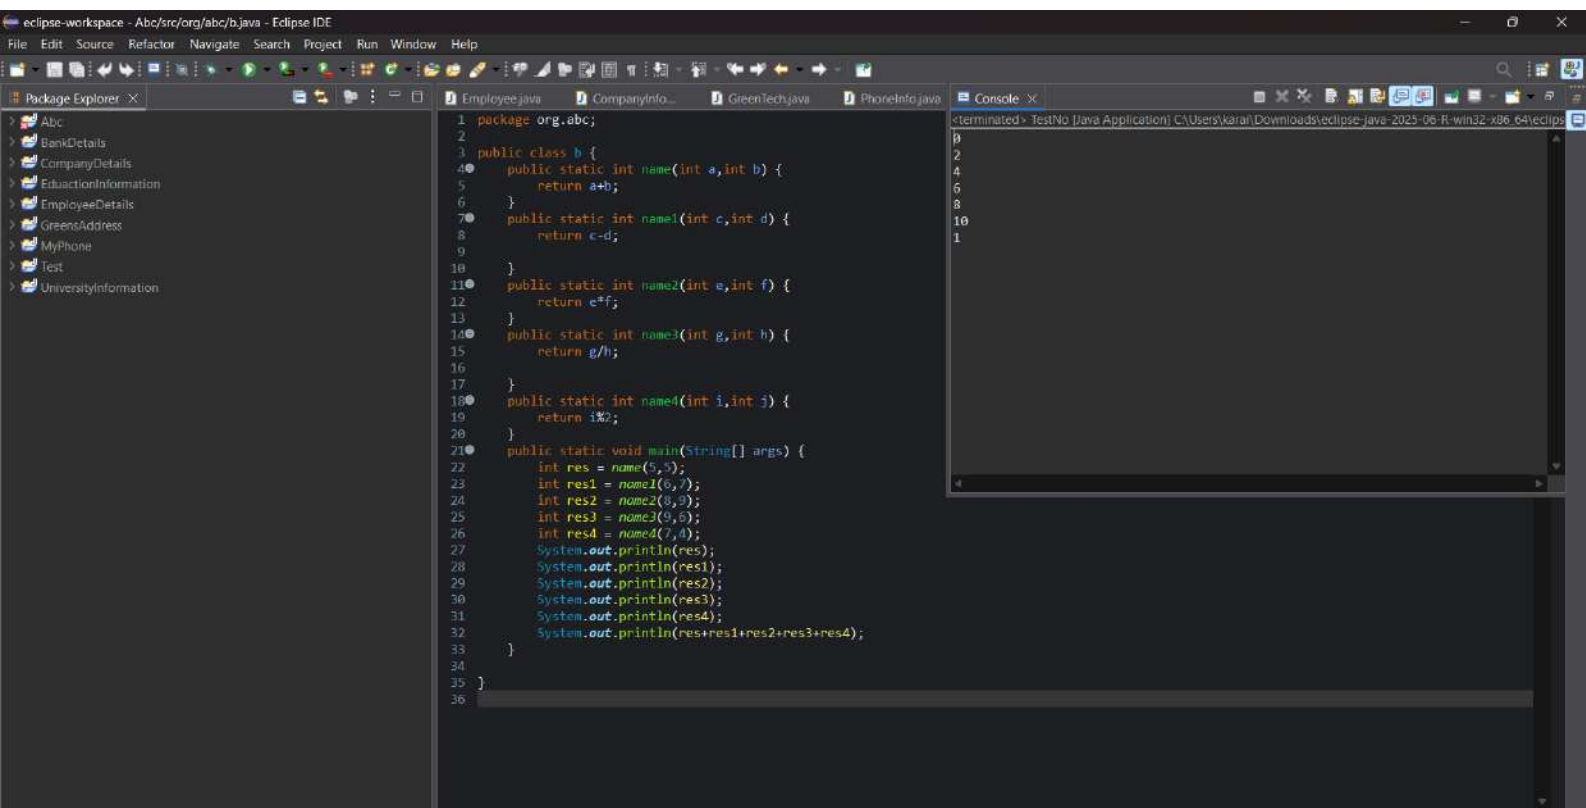 eclipse-workspace - Abc/src/org/abc/b.java - Eclipse IDE
File Edit Source Refactor Navigate Search Project Run Window Help
Package Explorer
Abc
BankDetails
CompanyDetails
EduactionInformation
EmployeeDetails
GreensAddress
MyPhone
Test
UniversityInformation
Employee.java CompanyInfo... GreenTech.java PhoneInfo.java
1 package org.abc;
2
3 public class b {
4 public static int name(int a,int b) {
5 return a+b;
6 }
7 public static int name1(int c,int d) {
8 return c-d;
9
10 }
11 public static int name2(int e,int f) {
12 return e*f;
13 }
14 public static int name3(int g,int h) {
15 return g/h;
16
17 }
18 public static int name4(int i,int j) {
19 return i%2;
20 }
21 public static void main(String[] args) {
22 int res = name(5,5);
23 int res1 = name1(6,7);
24 int res2 = name2(8,9);
25 int res3 = name3(9,6);
26 int res4 = name4(7,4);
27 System.out.println(res);
28 System.out.println(res1);
29 System.out.println(res2);
30 System.out.println(res3);
31 System.out.println(res4);
32 System.out.println(res+res1+res2+res3+res4);
33 }
34
35 }
36
Console
<terminated> TestNo [Java Application] C:\Users\karai\Downloads\eclipse-java-2025-06-R-win32-x86_64\eclips
0
2
4
6
8
10
1